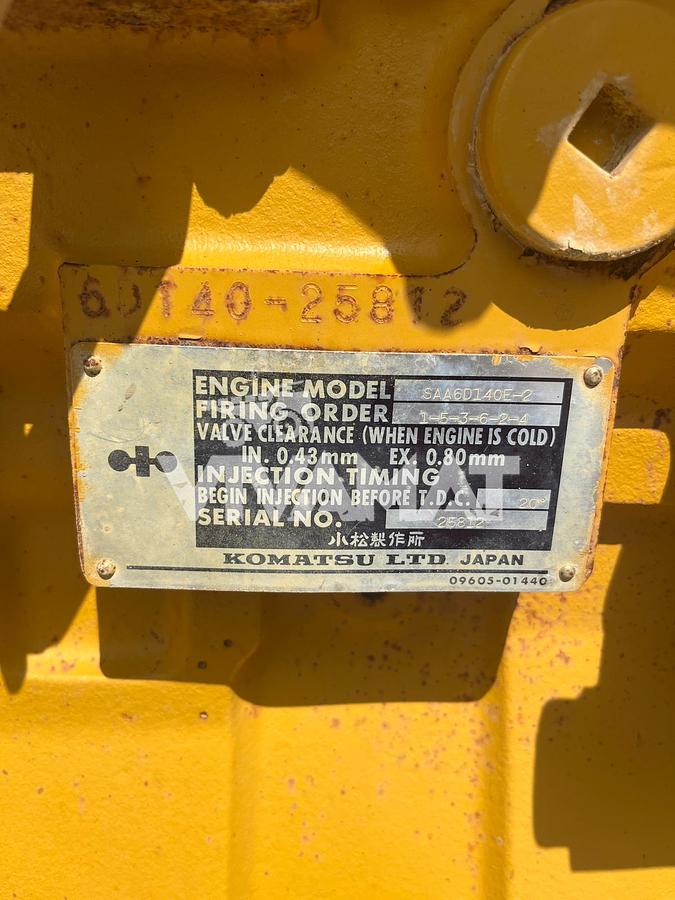 6D140-25812
ENGINE MODEL SAA6D140E-2
FIRING ORDER 1-5-3-6-2-4
VALVE CLEARANCE (WHEN ENGINE IS COLD)
IN. 0.43mm EX. 0.80mm
INJECTION TIMING
BEGIN INJECTION BEFORE T.D.C. 20°
SERIAL NO. 25812
小松製作所
KOMATSU LTD. JAPAN
09605-01440